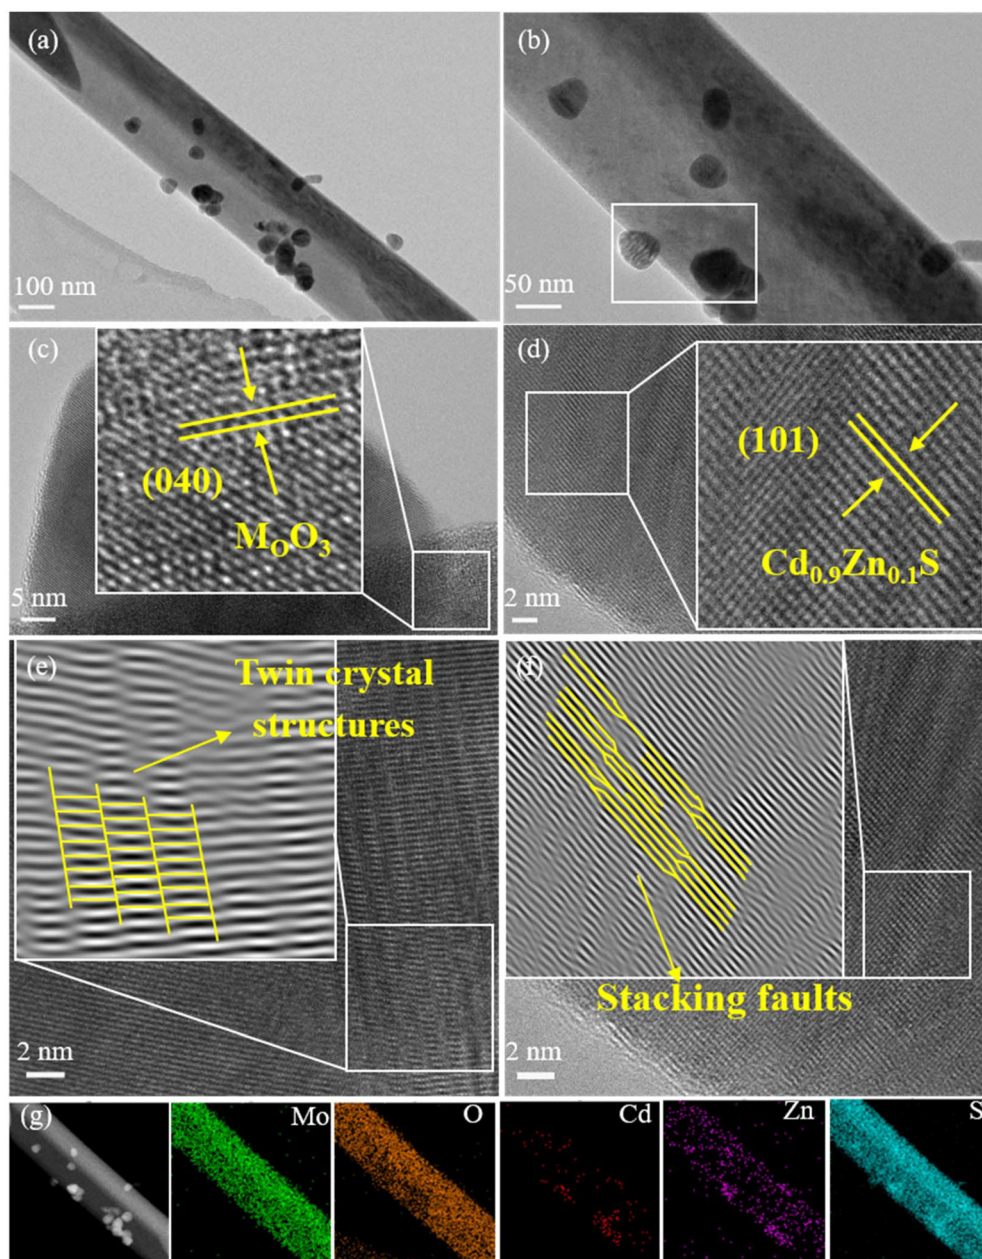 (a)
100 nm
(b)
50 nm
(c)
(040)
MOO3
5 nm
(d)
(101)
Cd0.9Zn0.1S
2 nm
(e)
Twin crystal
structures
2 nm
(f)
Stacking faults
2 nm
(g)
Mo
O
Cd
Zn
S